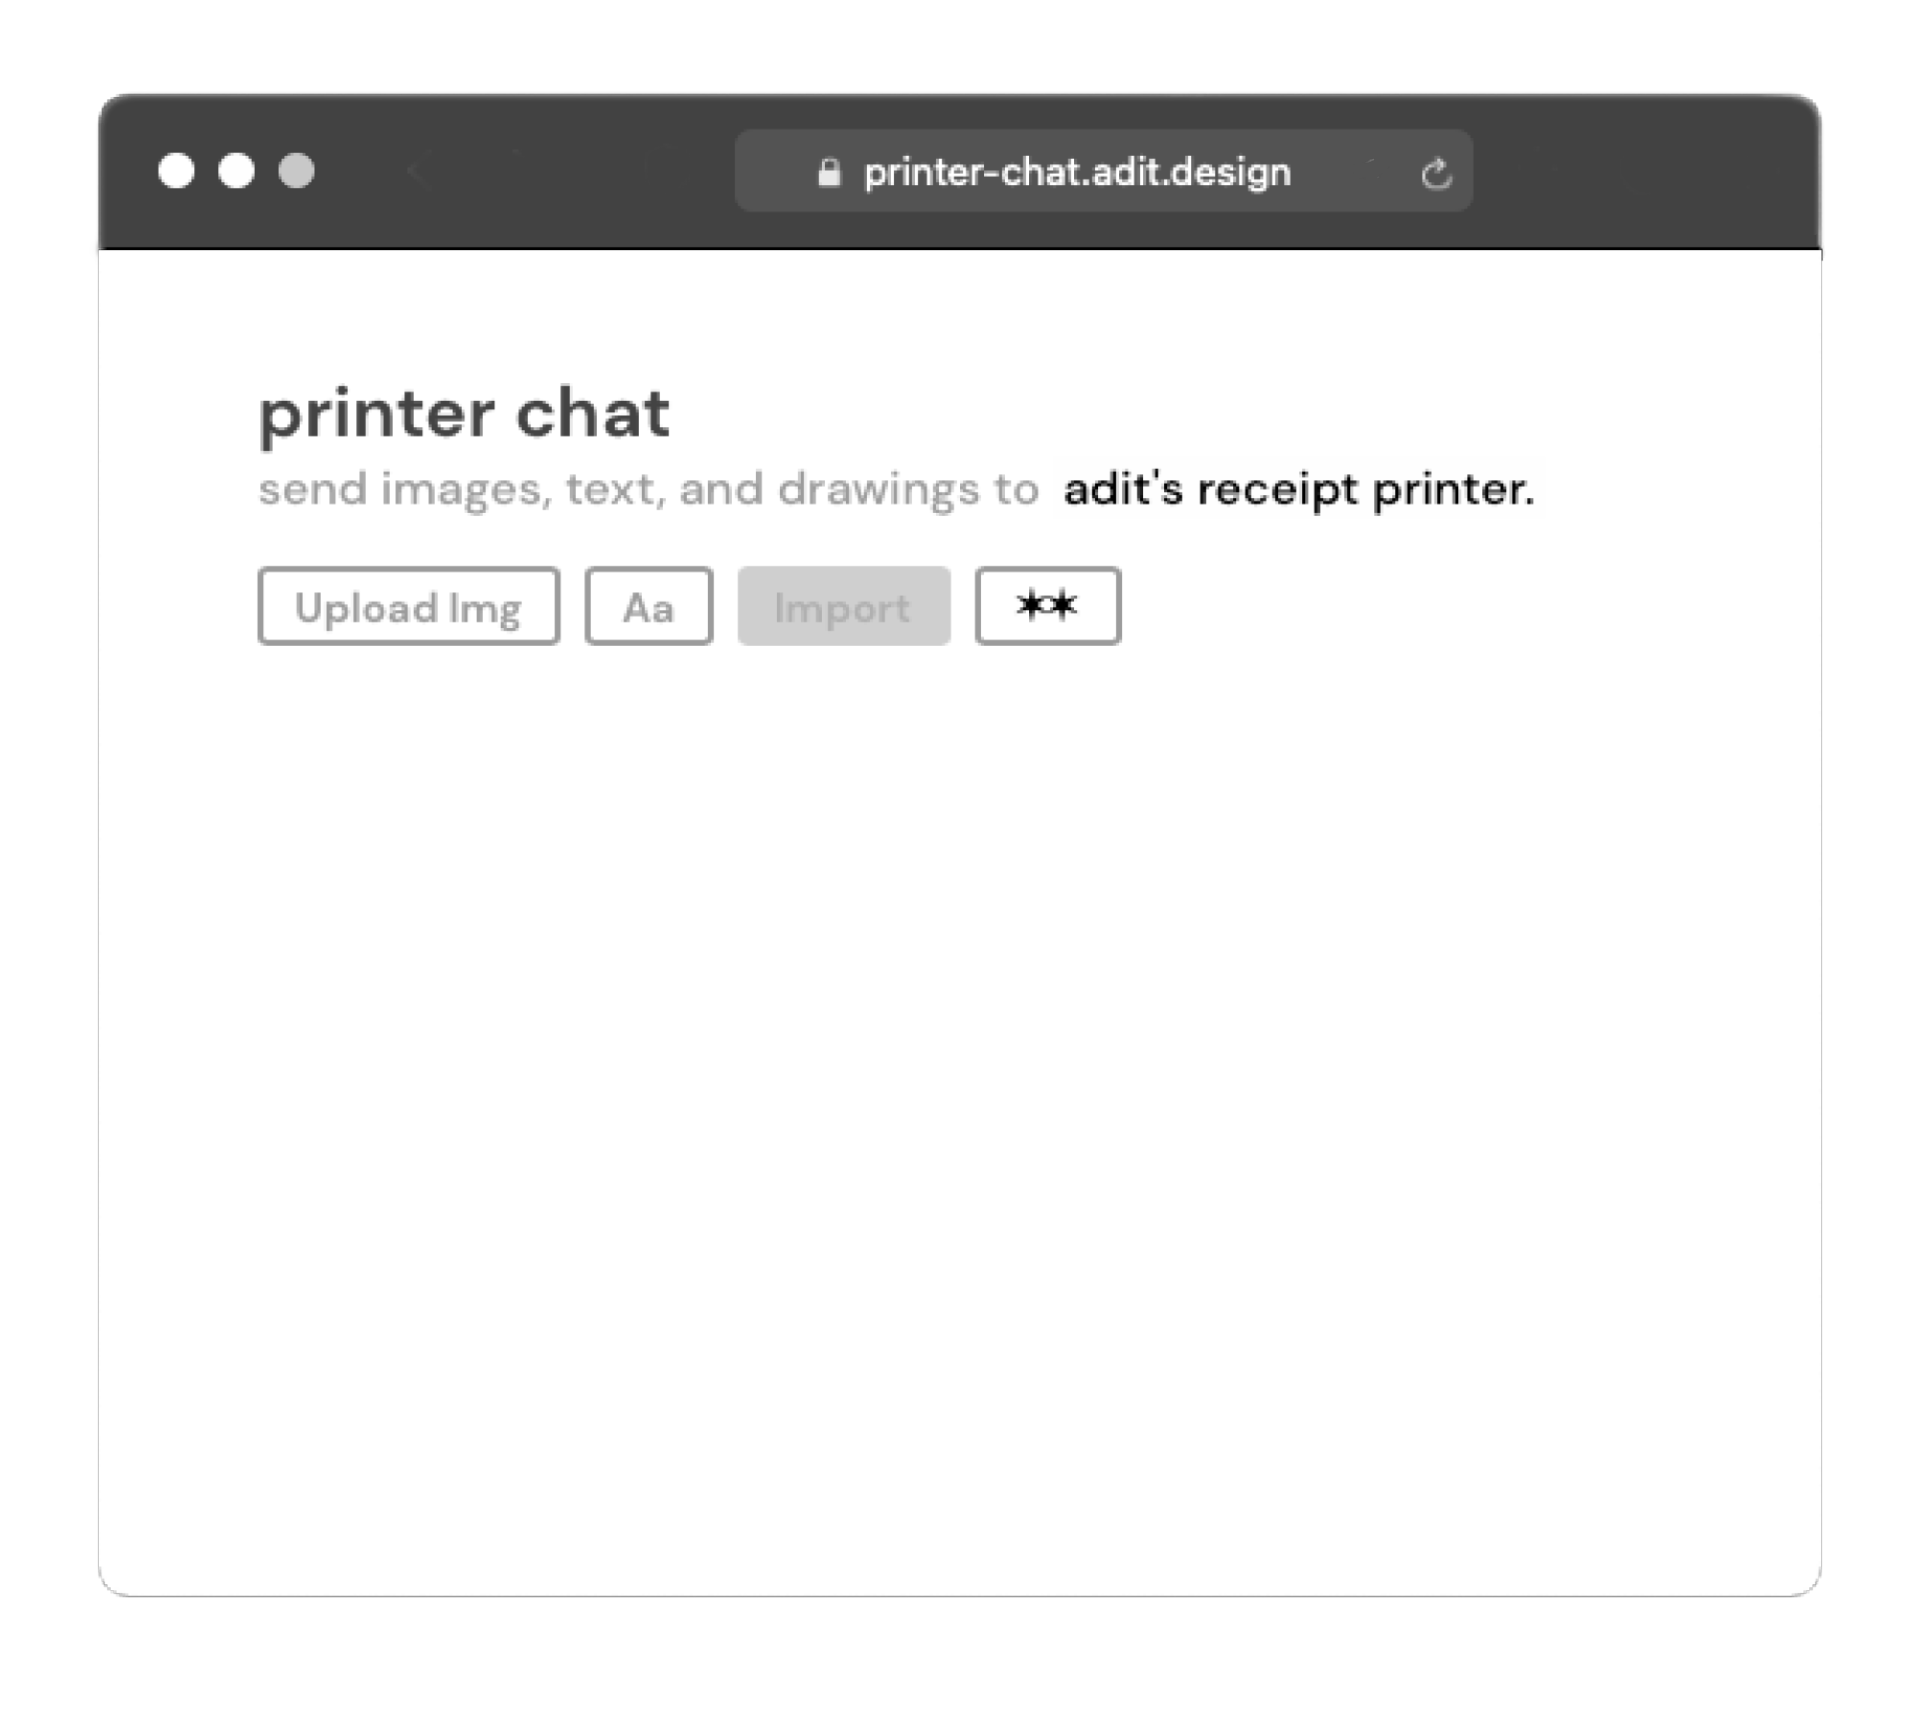 printer-chat.adit.design
printer chat
send images, text, and drawings to adit's receipt printer.
Upload Img Aa Import ✶✶